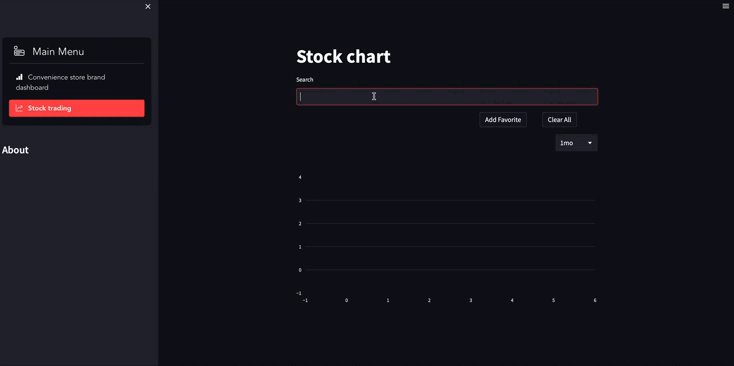 Main Menu
Convenience store brand
dashboard
Stock trading
About
Stock chart
Search
Add Favorite
Clear All
1mo
4
3
2
1
0
−1
−1 0 1 2 3 4 5 6